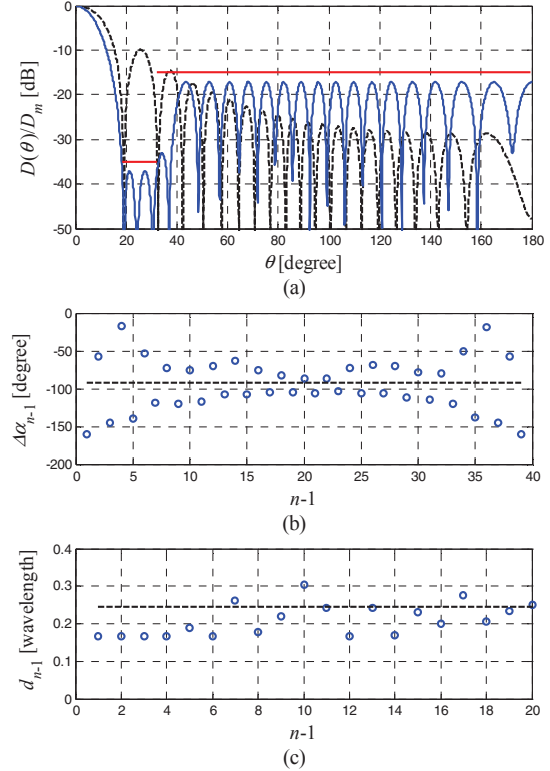 0
-10
-20
-30
-40
-50
D(θ)/D_m [dB]
0 20 40 60 80 100 120 140 160 180
θ [degree]
(a)
0
-50
-100
-150
-200
Δα_{n-1} [degree]
0 5 10 15 20 25 30 35 40
n-1
(b)
0.4
0.3
0.2
0.1
0
d_{n-1} [wavelength]
0 2 4 6 8 10 12 14 16 18 20
n-1
(c)